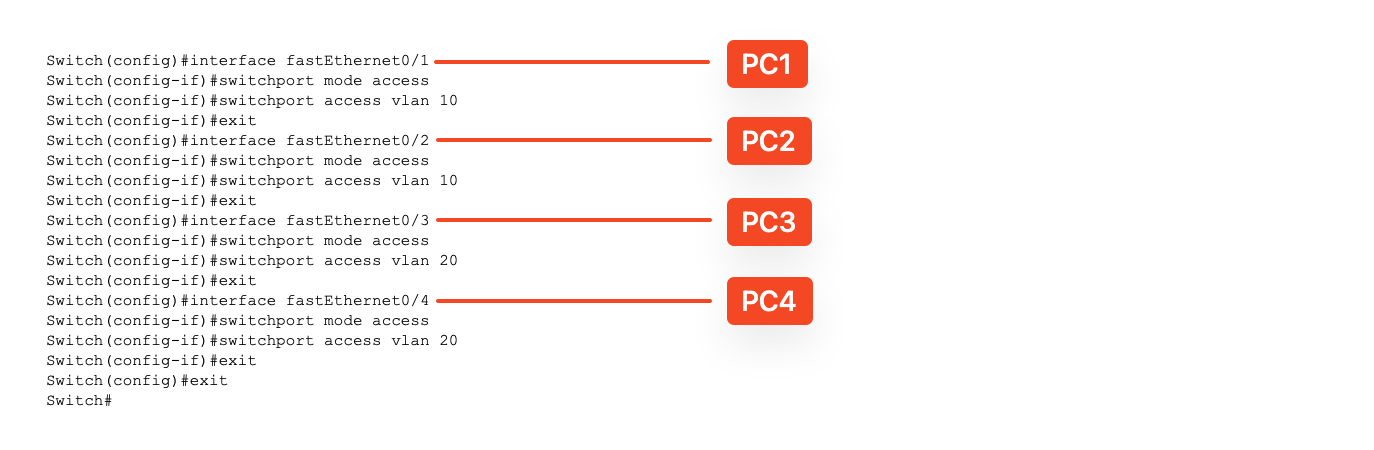 Switch(config)#interface fastEthernet0/1 PC1
Switch(config-if)#switchport mode access
Switch(config-if)#switchport access vlan 10
Switch(config-if)#exit
Switch(config)#interface fastEthernet0/2 PC2
Switch(config-if)#switchport mode access
Switch(config-if)#switchport access vlan 10
Switch(config-if)#exit
Switch(config)#interface fastEthernet0/3 PC3
Switch(config-if)#switchport mode access
Switch(config-if)#switchport access vlan 20
Switch(config-if)#exit
Switch(config)#interface fastEthernet0/4 PC4
Switch(config-if)#switchport mode access
Switch(config-if)#switchport access vlan 20
Switch(config-if)#exit
Switch(config)#exit
Switch#